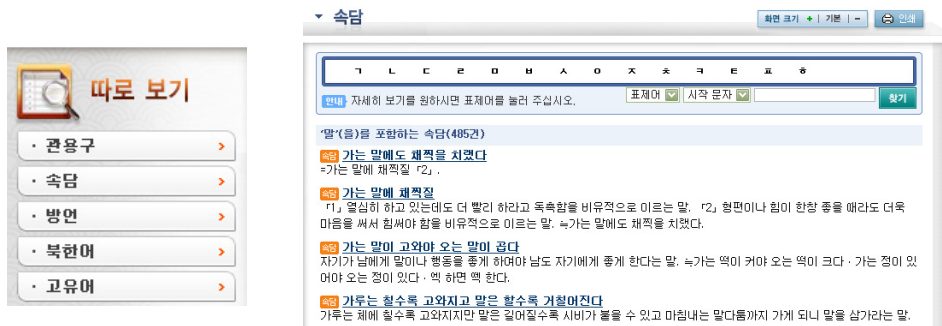 따로 보기
· 관용구
· 속담
· 방언
· 북한어
· 고유어
속담
화면 크기 + | 기본 | -
인쇄
ㄱ ㄴ ㄷ ㄹ ㅁ ㅂ ㅅ ㅇ ㅈ ㅊ ㅋ ㅌ ㅍ ㅎ
안내 자세히 보기를 원하시면 표제어를 눌러 주십시오.
표제어 시작 문자 찾기
'말'(을)를 포함하는 속담(485건)
속담 가는 말에도 채찍을 치랬다
=가는 말에 채찍질「2」.
속담 가는 말에 채찍질
「1」열심히 하고 있는데도 더 빨리 하라고 독촉함을 비유적으로 이르는 말. 「2」형편이나 힘이 한창 좋을 때라도 더욱
마음을 써서 힘써야 함을 비유적으로 이르는 말. ≒가는 말에도 채찍을 치랬다.
속담 가는 말이 고와야 오는 말이 곱다
자기가 남에게 말이나 행동을 좋게 하여야 남도 자기에게 좋게 한다는 말. ≒가는 떡이 커야 오는 떡이 크다 · 가는 정이 있
어야 오는 정이 있다 · 엑 하면 떽 한다.
속담 가루는 칠수록 고와지고 말은 할수록 거칠어진다
가루는 체에 칠수록 고와지지만 말은 길어질수록 시비가 붙을 수 있고 마침내는 말다툼까지 가게 되니 말을 삼가라는 말.